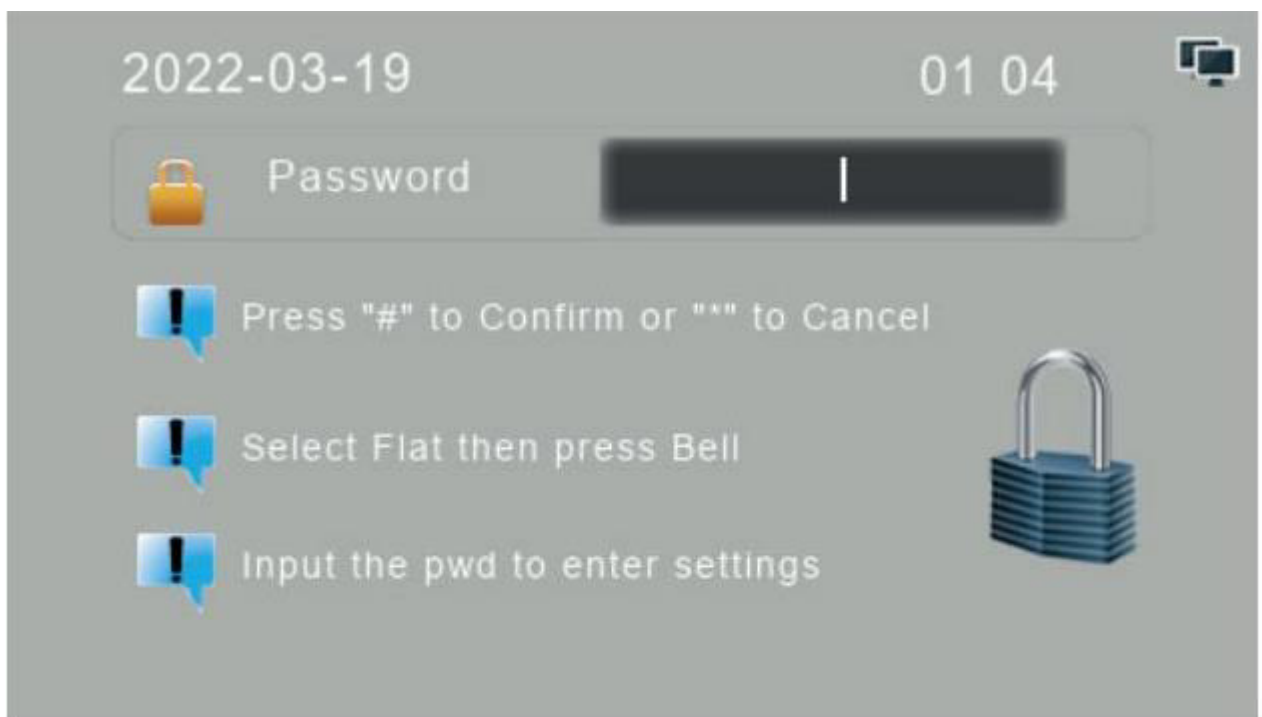 2022-03-19 01 04
Password
Press "#" to Confirm or "*" to Cancel
Select Flat then press Bell
Input the pwd to enter settings